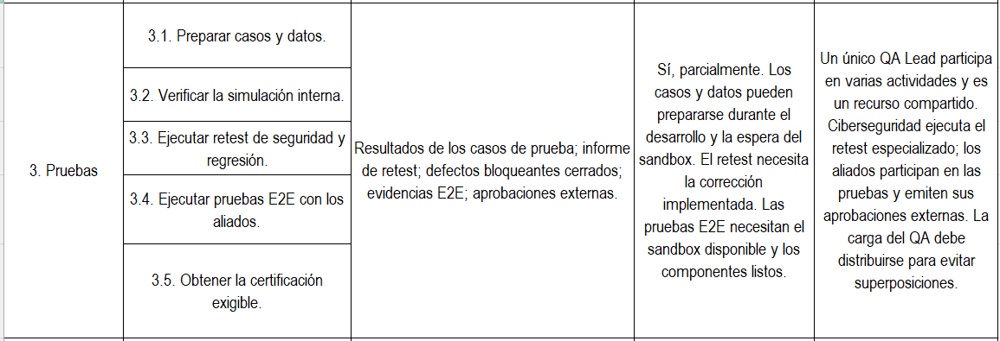 3. Pruebas
3.1. Preparar casos y datos.
3.2. Verificar la simulación interna.
3.3. Ejecutar retest de seguridad y
regresión.
3.4. Ejecutar pruebas E2E con los
aliados.
3.5. Obtener la certificación
exigible.
Resultados de los casos de prueba; informe
de retest; defectos bloqueantes cerrados;
evidencias E2E; aprobaciones externas.
Sí, parcialmente. Los
casos y datos pueden
prepararse durante el
desarrollo y la espera del
sandbox. El retest necesita
la corrección
implementada. Las
pruebas E2E necesitan el
sandbox disponible y los
componentes listos.
Un único QA Lead participa
en varias actividades y es
un recurso compartido.
Ciberseguridad ejecuta el
retest especializado; los
aliados participan en las
pruebas y emiten sus
aprobaciones externas. La
carga del QA debe
distribuirse para evitar
superposiciones.